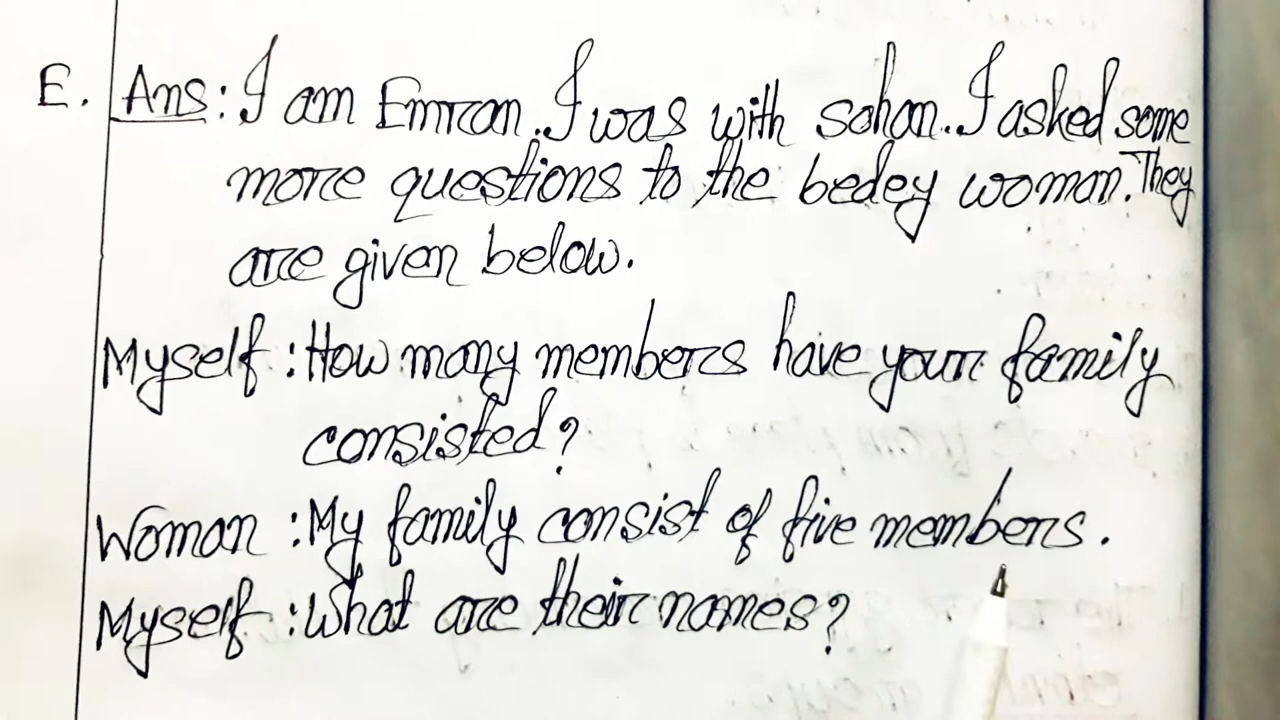 E. Ans: I am Emran. I was with sohan. I asked some
more questions to the bedey woman. They
are given below.
Myself : How many members have your family
consisted?
Woman : My family consist of five members.
Myself : What are their names?